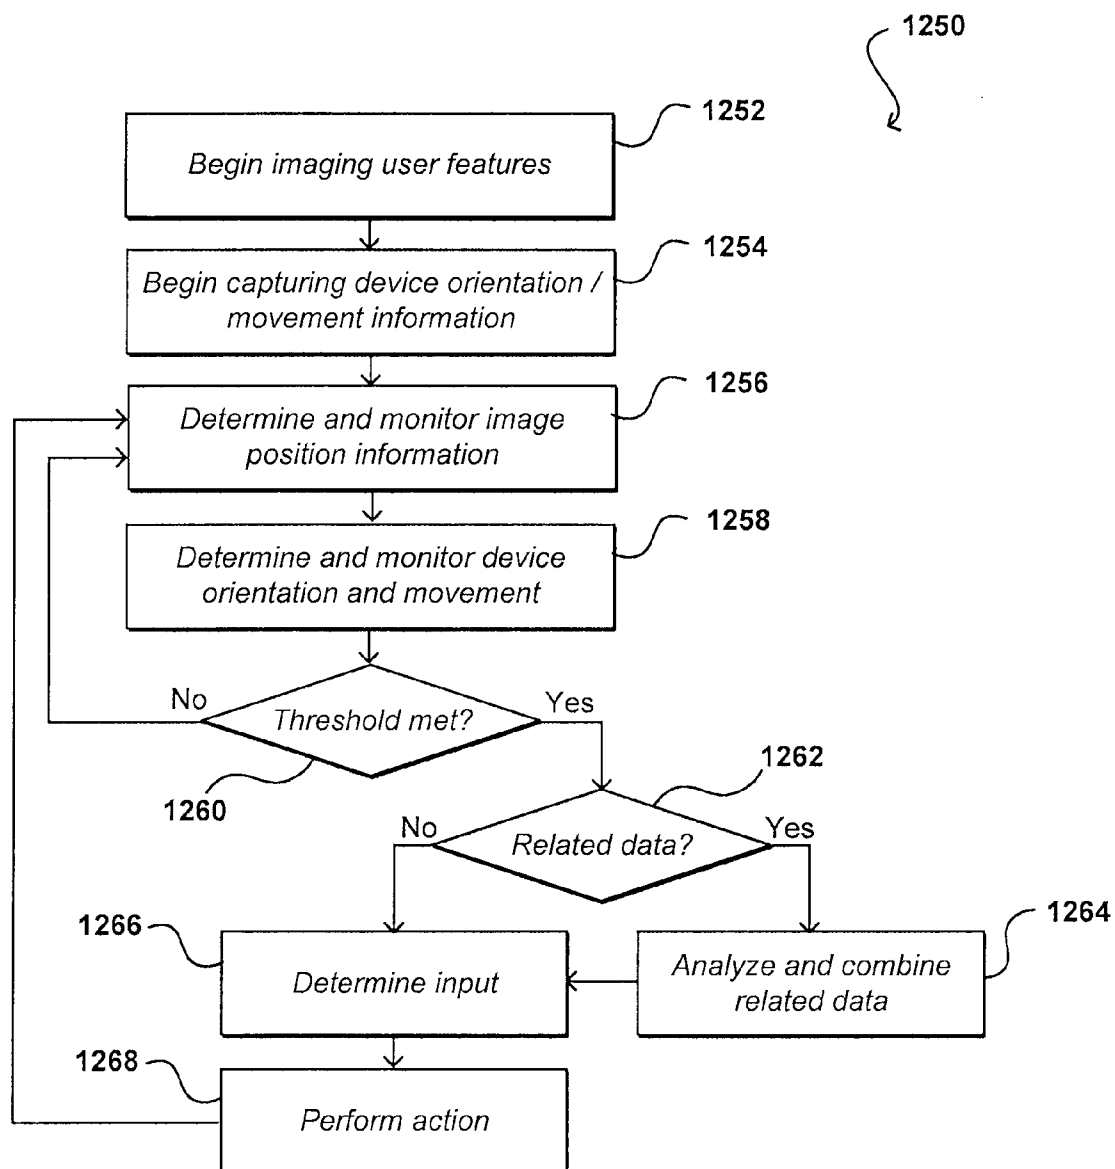 1250
1252
Begin imaging user features
1254
Begin capturing device orientation /
movement information
1256
Determine and monitor image
position information
1258
Determine and monitor device
orientation and movement
No
Yes
Threshold met?
1260
1262
No
Yes
Related data?
1266
1264
Determine input
Analyze and combine
related data
1268
Perform action